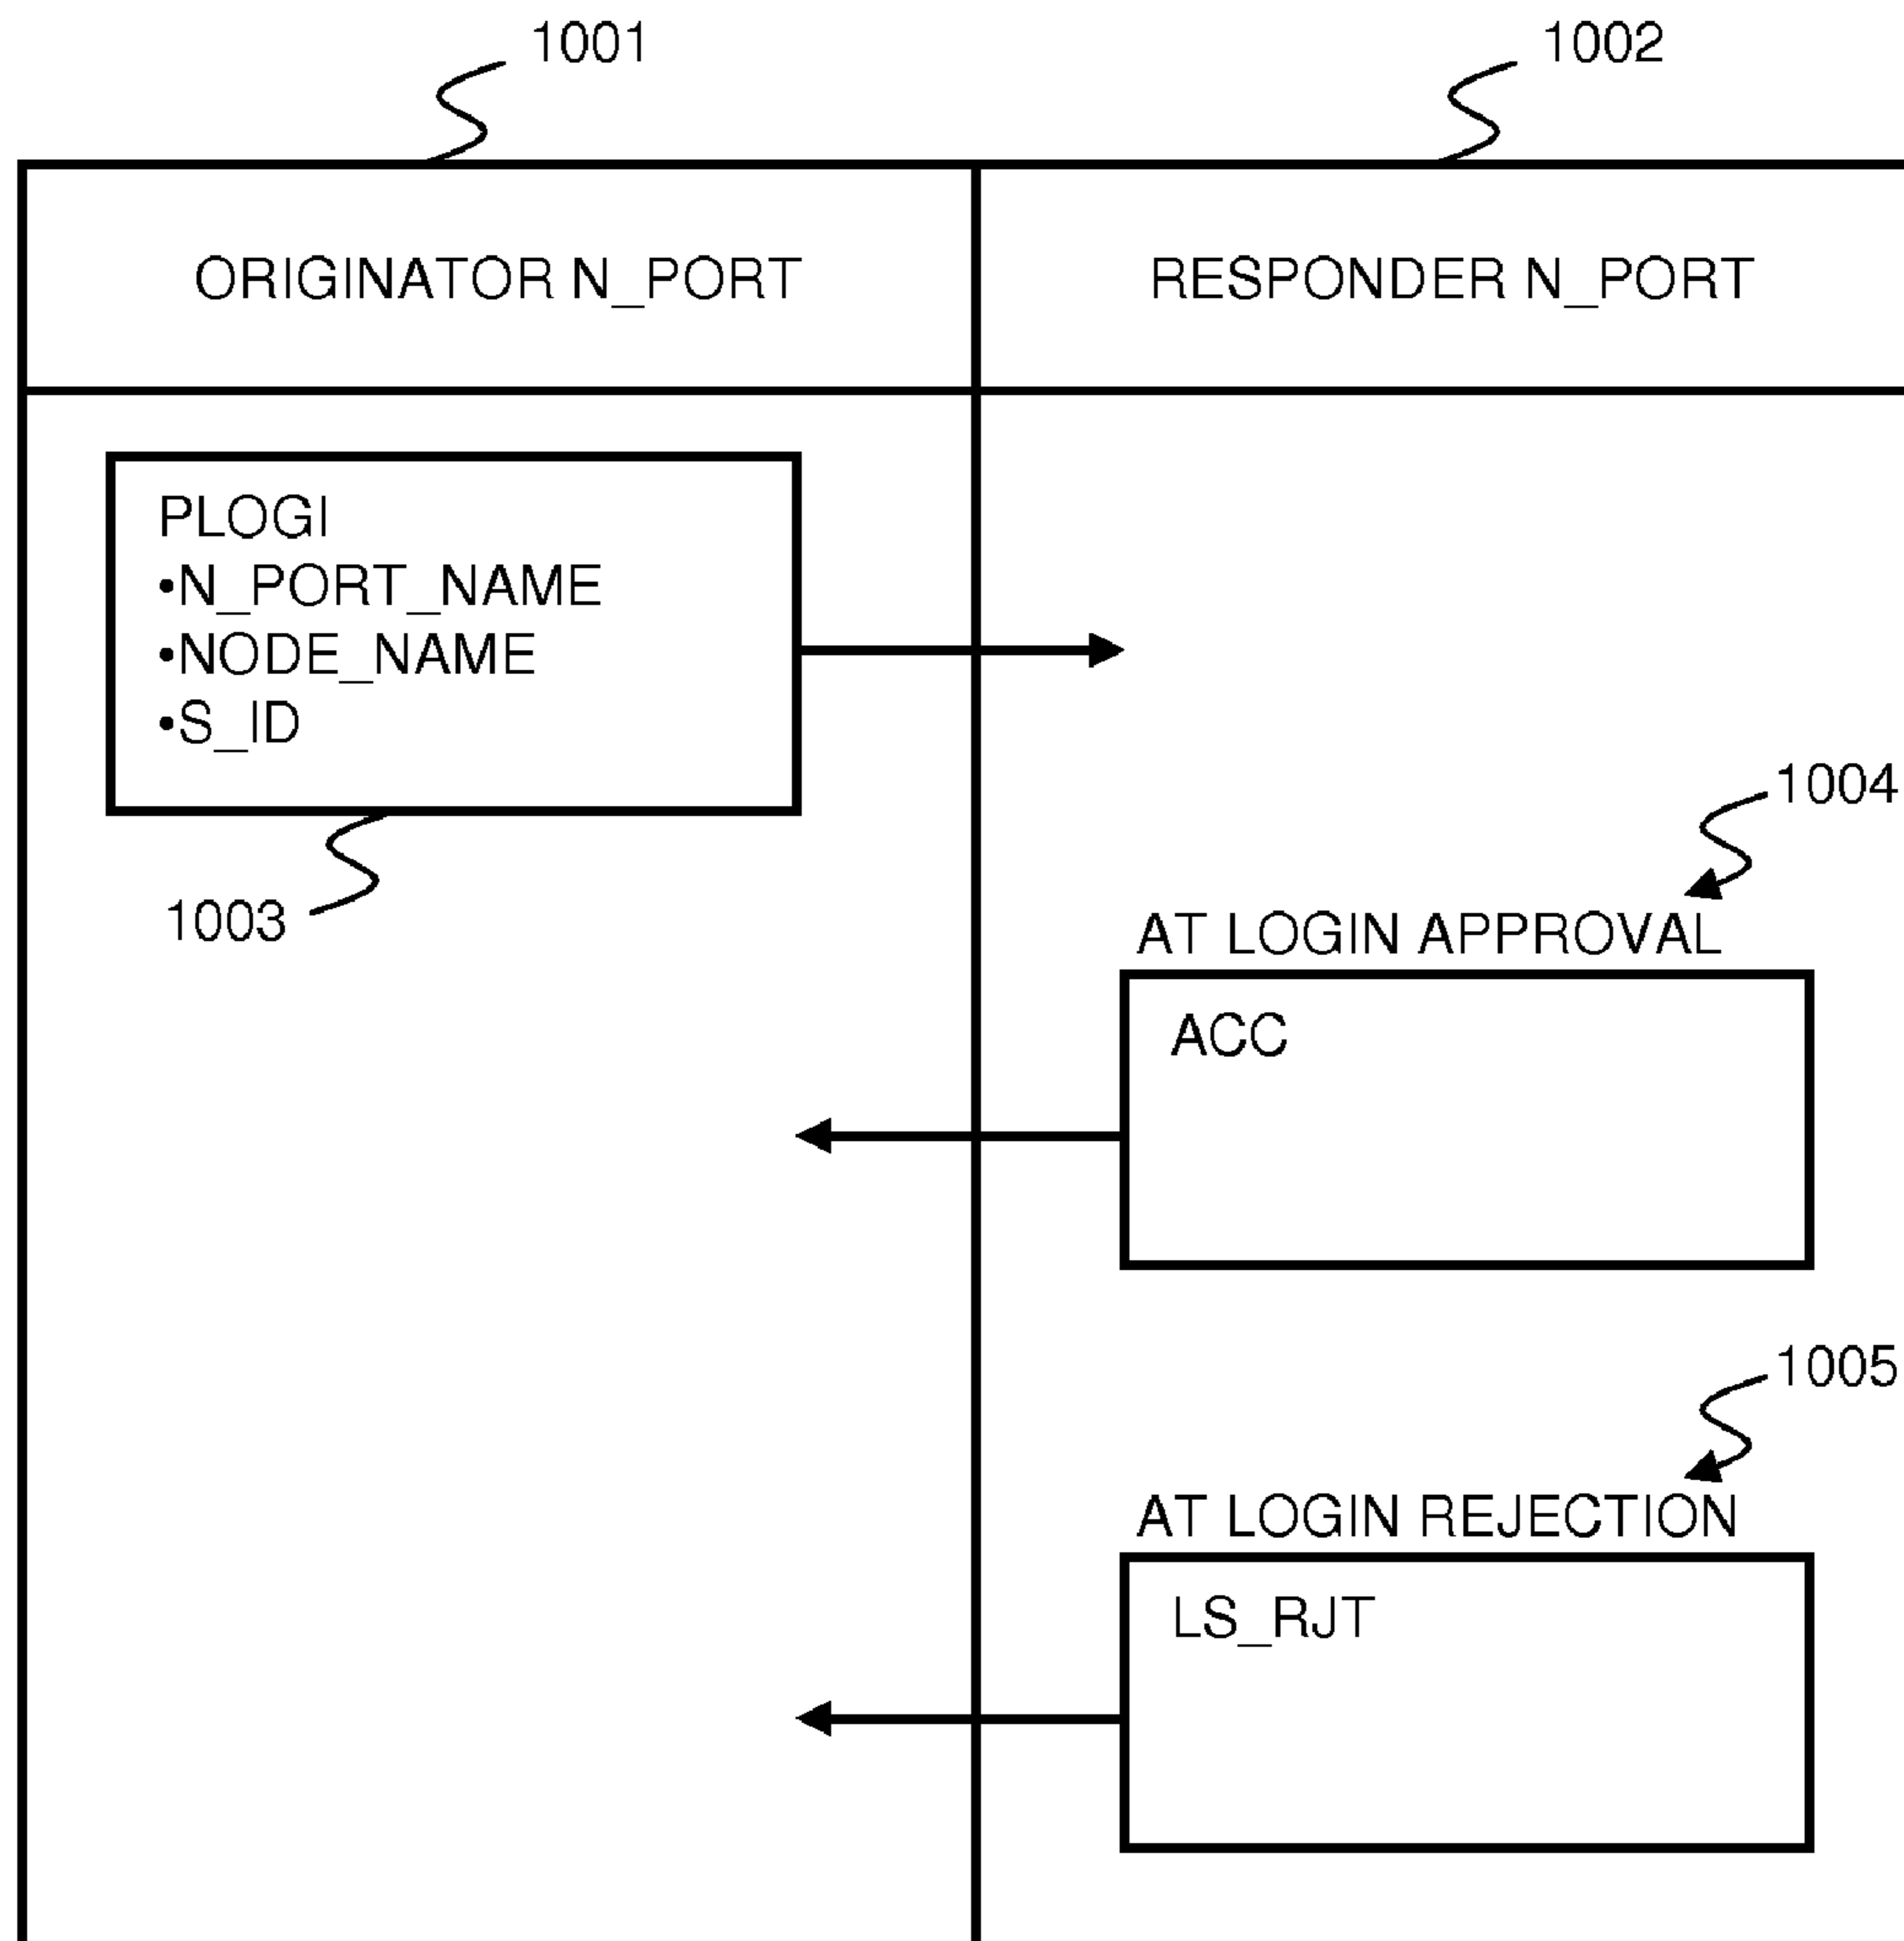 1001
1002
ORIGINATOR N_PORT
RESPONDER N_PORT
PLOGI
•N_PORT_NAME
•NODE_NAME
•S_ID
1003
1004
AT LOGIN APPROVAL
ACC
1005
AT LOGIN REJECTION
LS_RJT